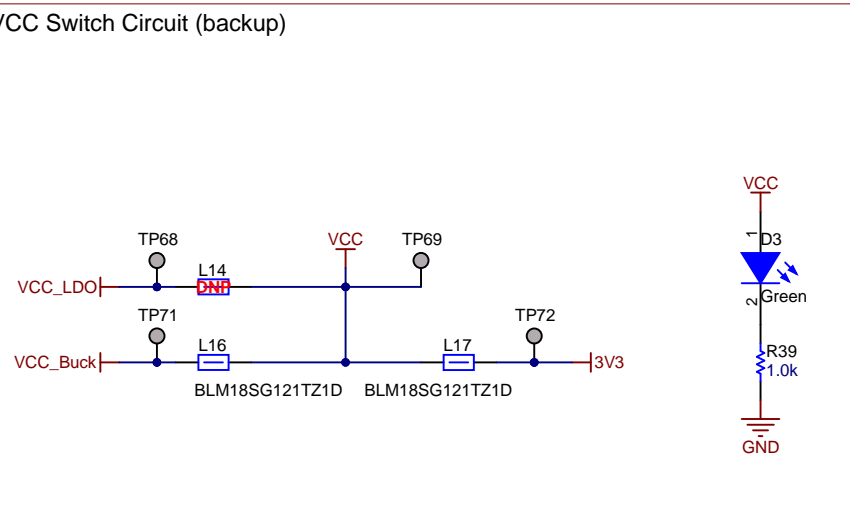 VCC Switch Circuit (backup)
VCC
D3
1
2
Green
R39
1.0k
GND
TP68
VCC
TP69
L14
VCC_LDO
DNP
TP71
TP72
L16
L17
VCC_Buck
3V3
BLM18SG121TZ1D
BLM18SG121TZ1D